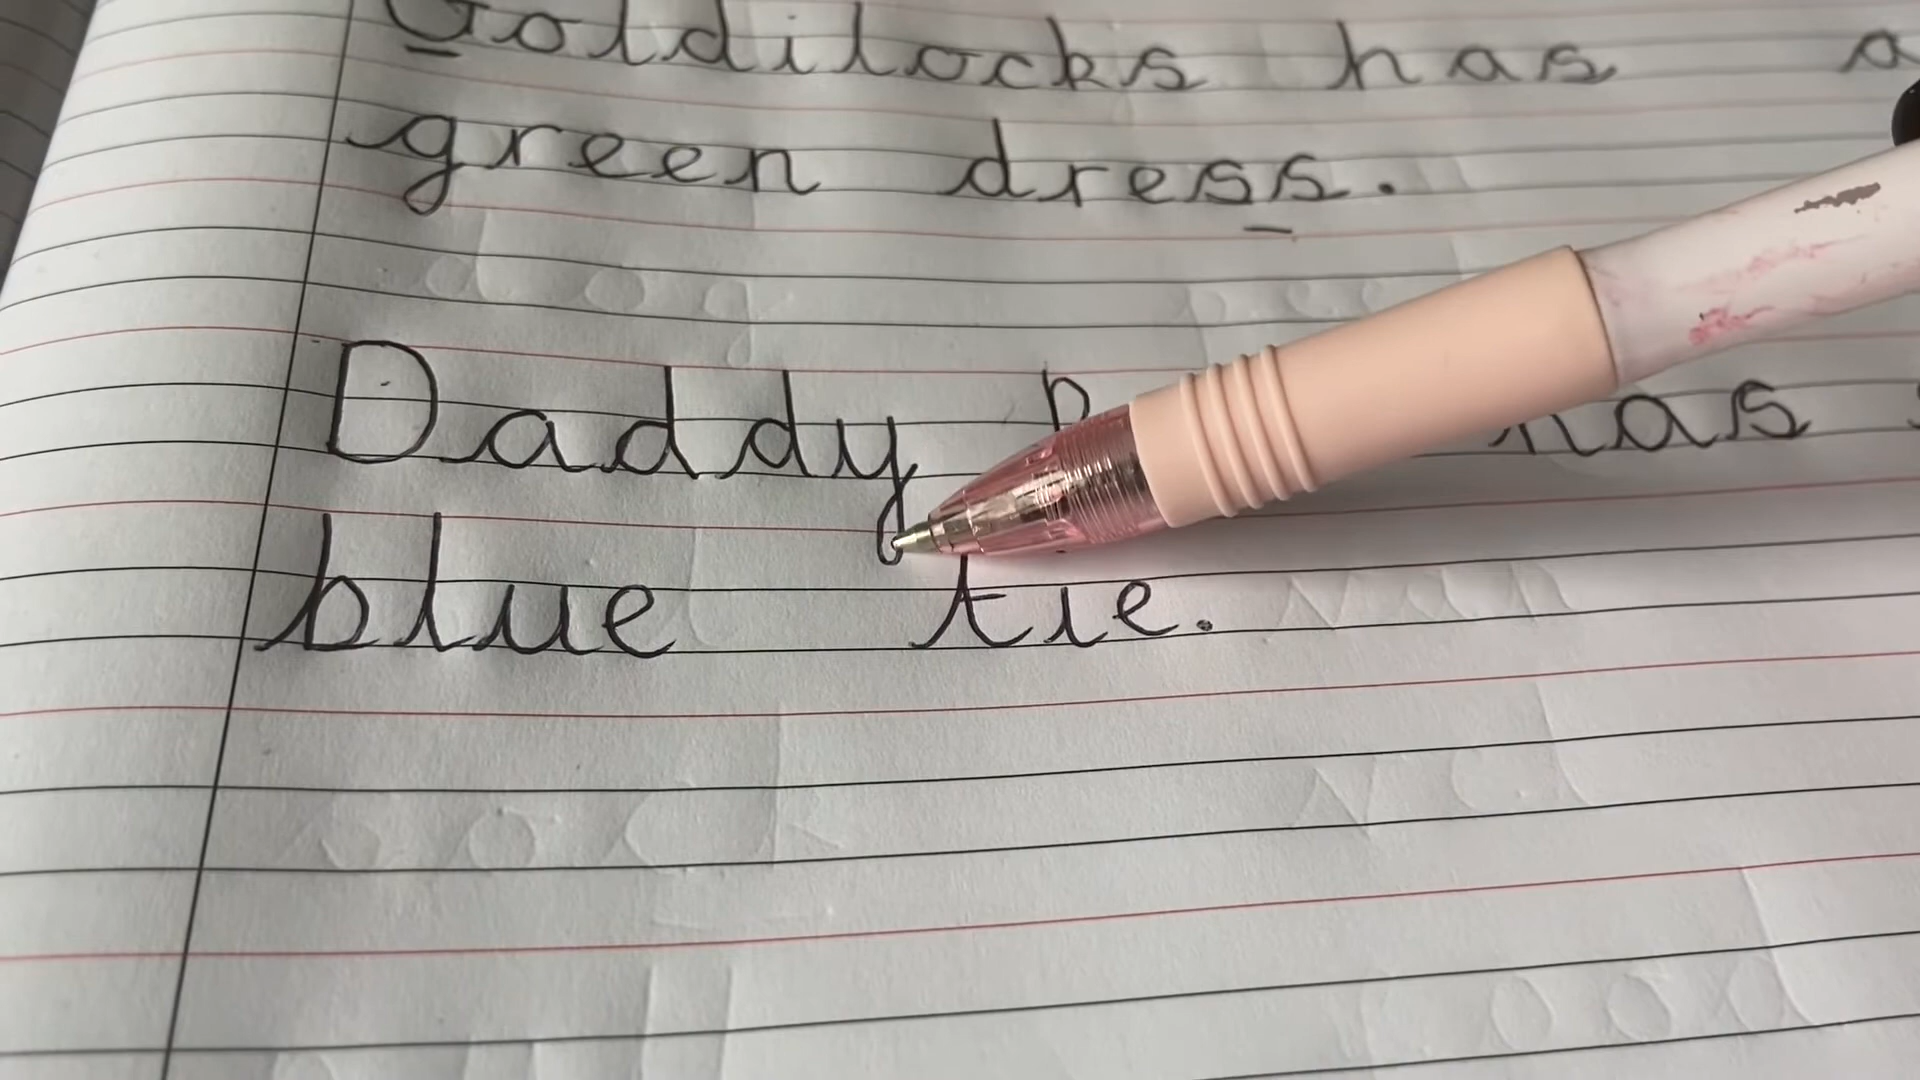 Goldilocks has a
green dress.
Daddy has
blue tie.